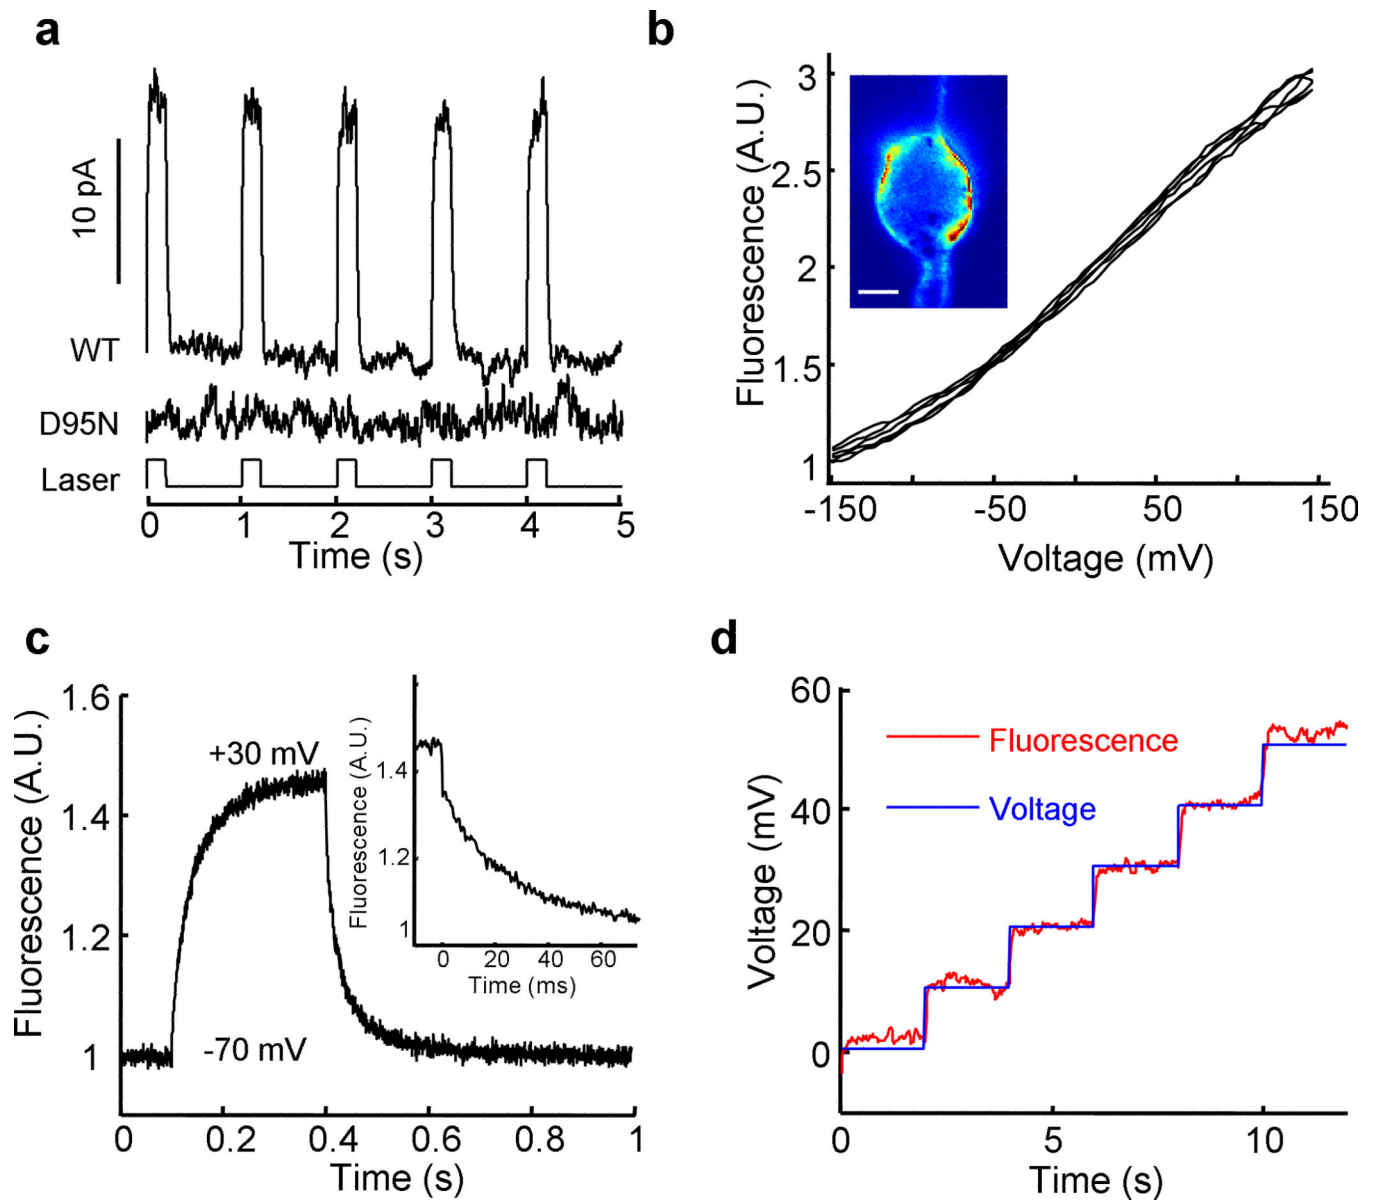 a
10 pA
WT
D95N
Laser
0 1 2 3 4 5
Time (s)
b
Fluorescence (A.U.)
3
2.5
2
1.5
1
-150 -50 50 150
Voltage (mV)
c
Fluorescence (A.U.)
1.6
1.4
1.2
1
+30 mV
-70 mV
0 0.2 0.4 0.6 0.8 1
Time (s)
Fluorescence (A.U.)
1.4
1.2
1
0 20 40 60
Time (ms)
d
Voltage (mV)
60
40
20
0
Fluorescence
Voltage
0 5 10
Time (s)